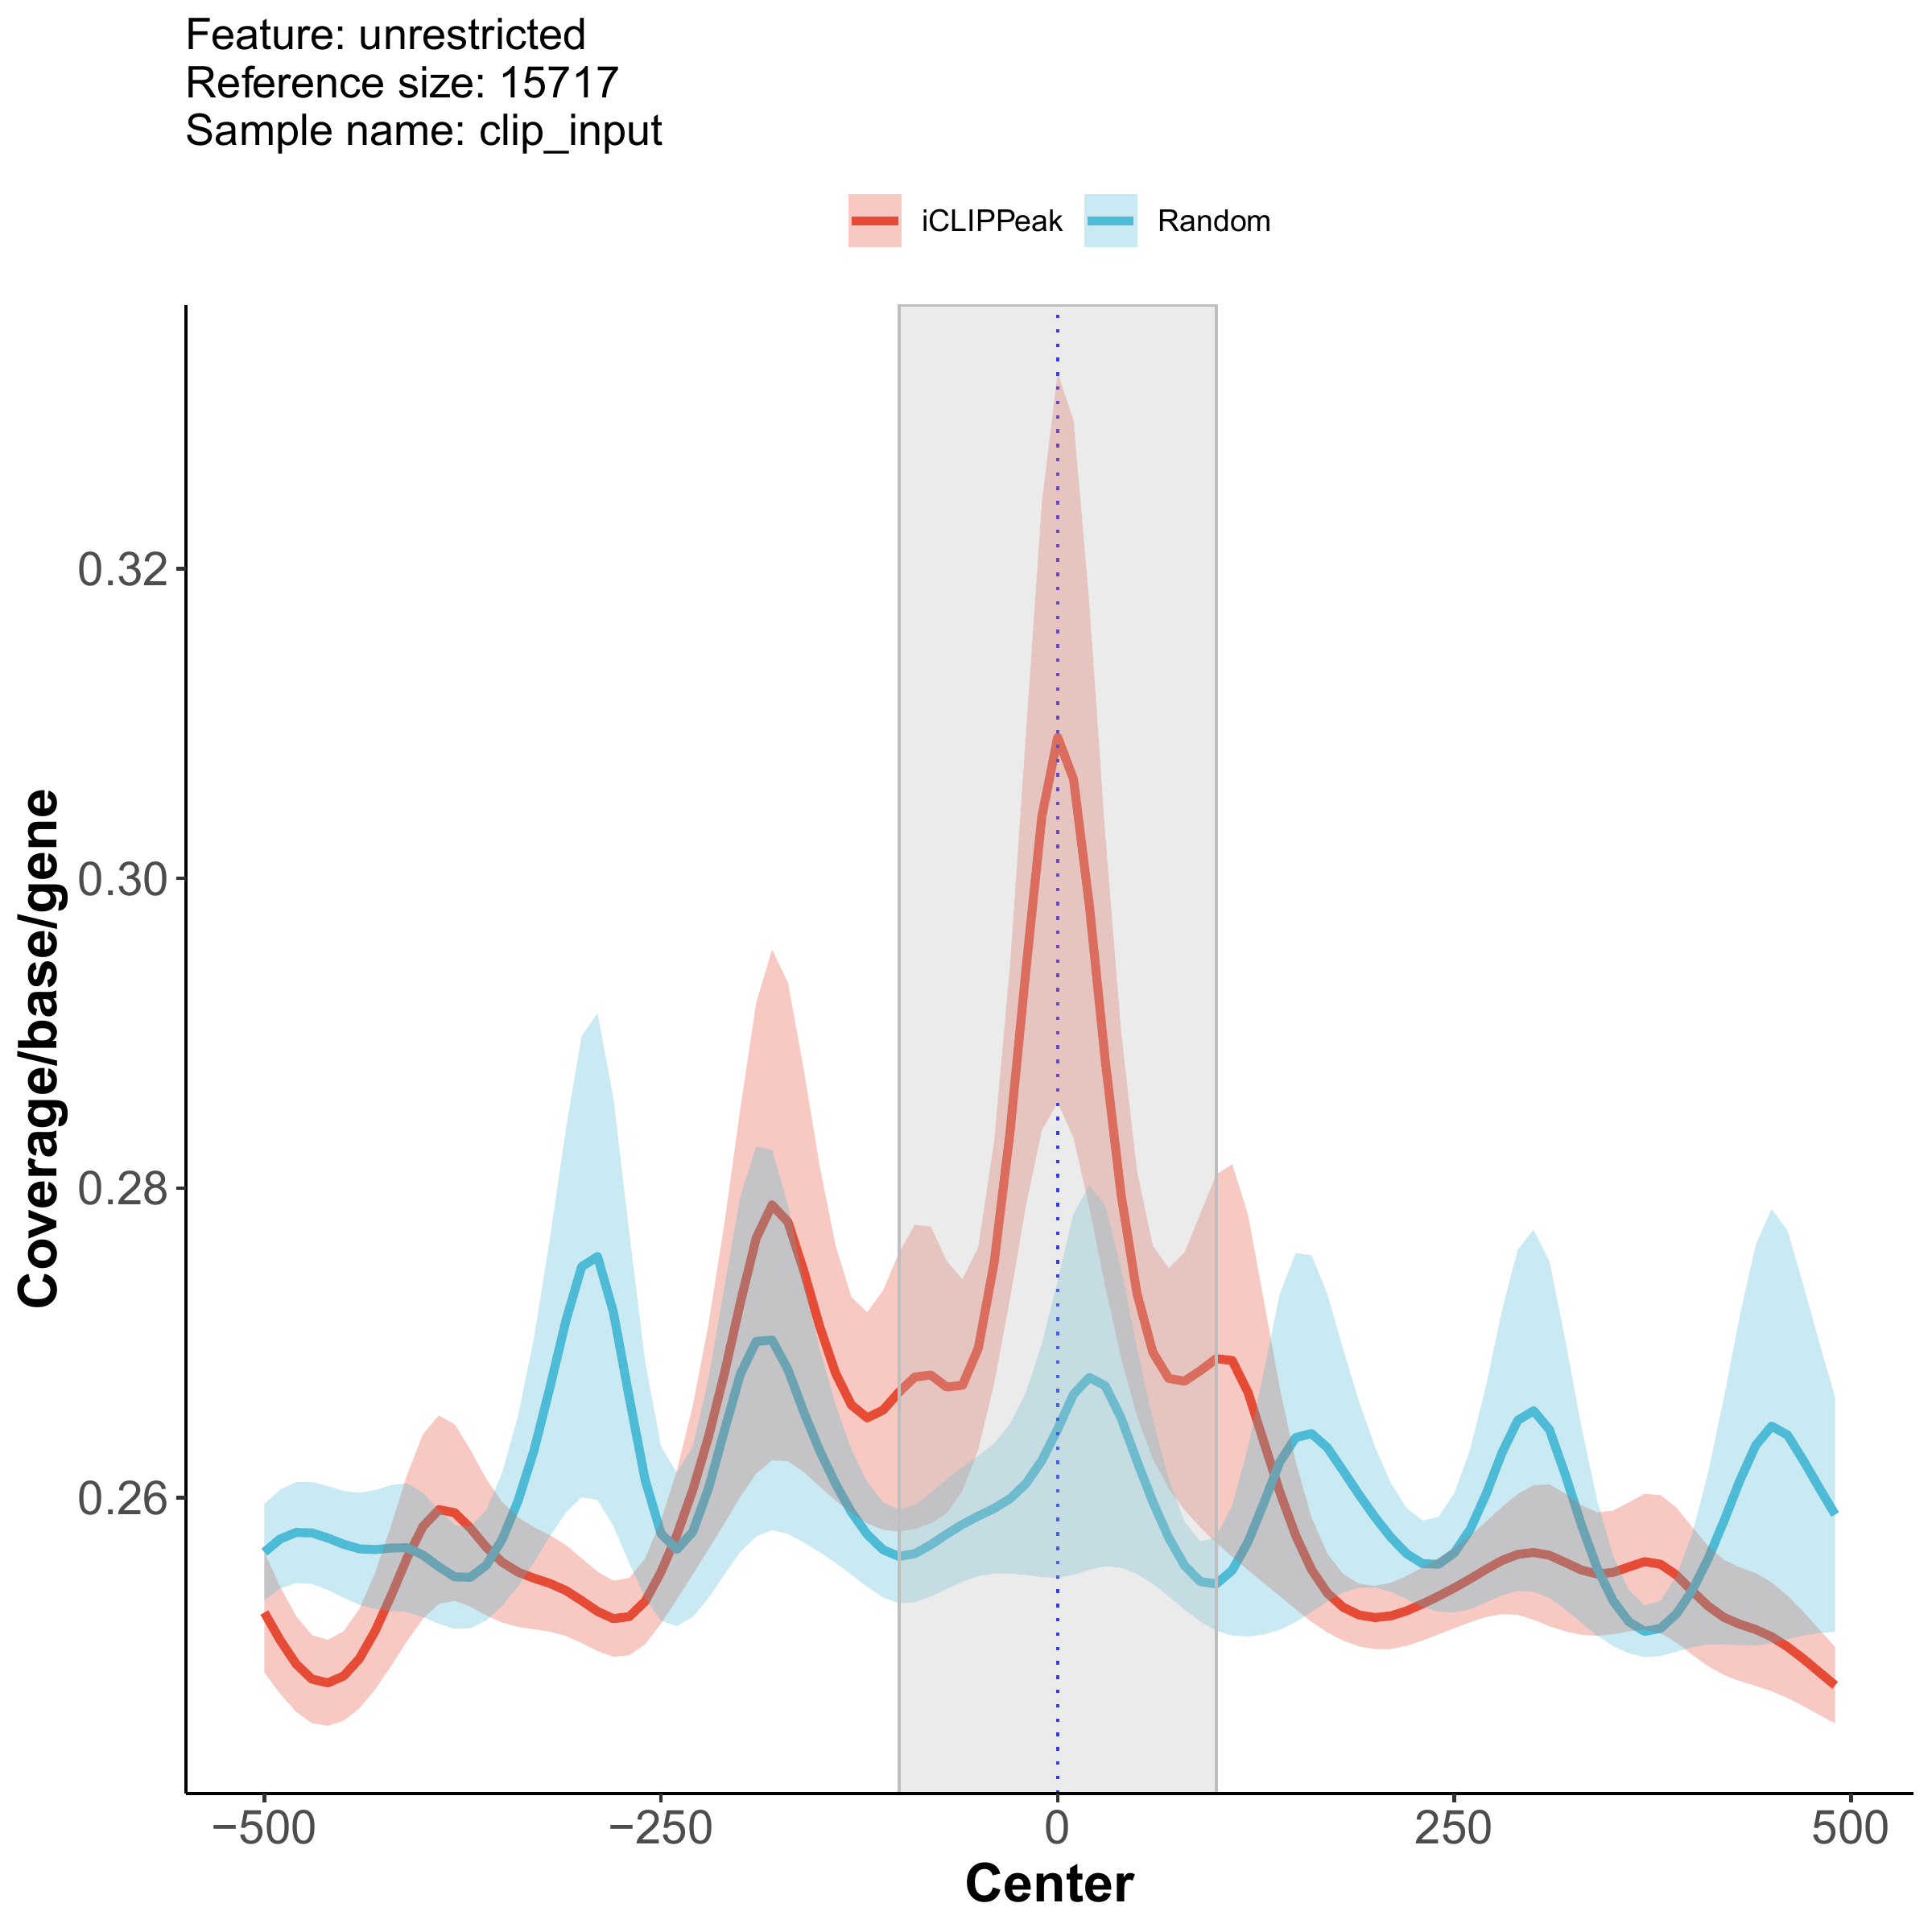 Feature: unrestricted
Reference size: 15717
Sample name: clip_input
iCLIPPeak Random
Coverage/base/gene
0.32
0.30
0.28
0.26
−500 −250 0 250 500
Center